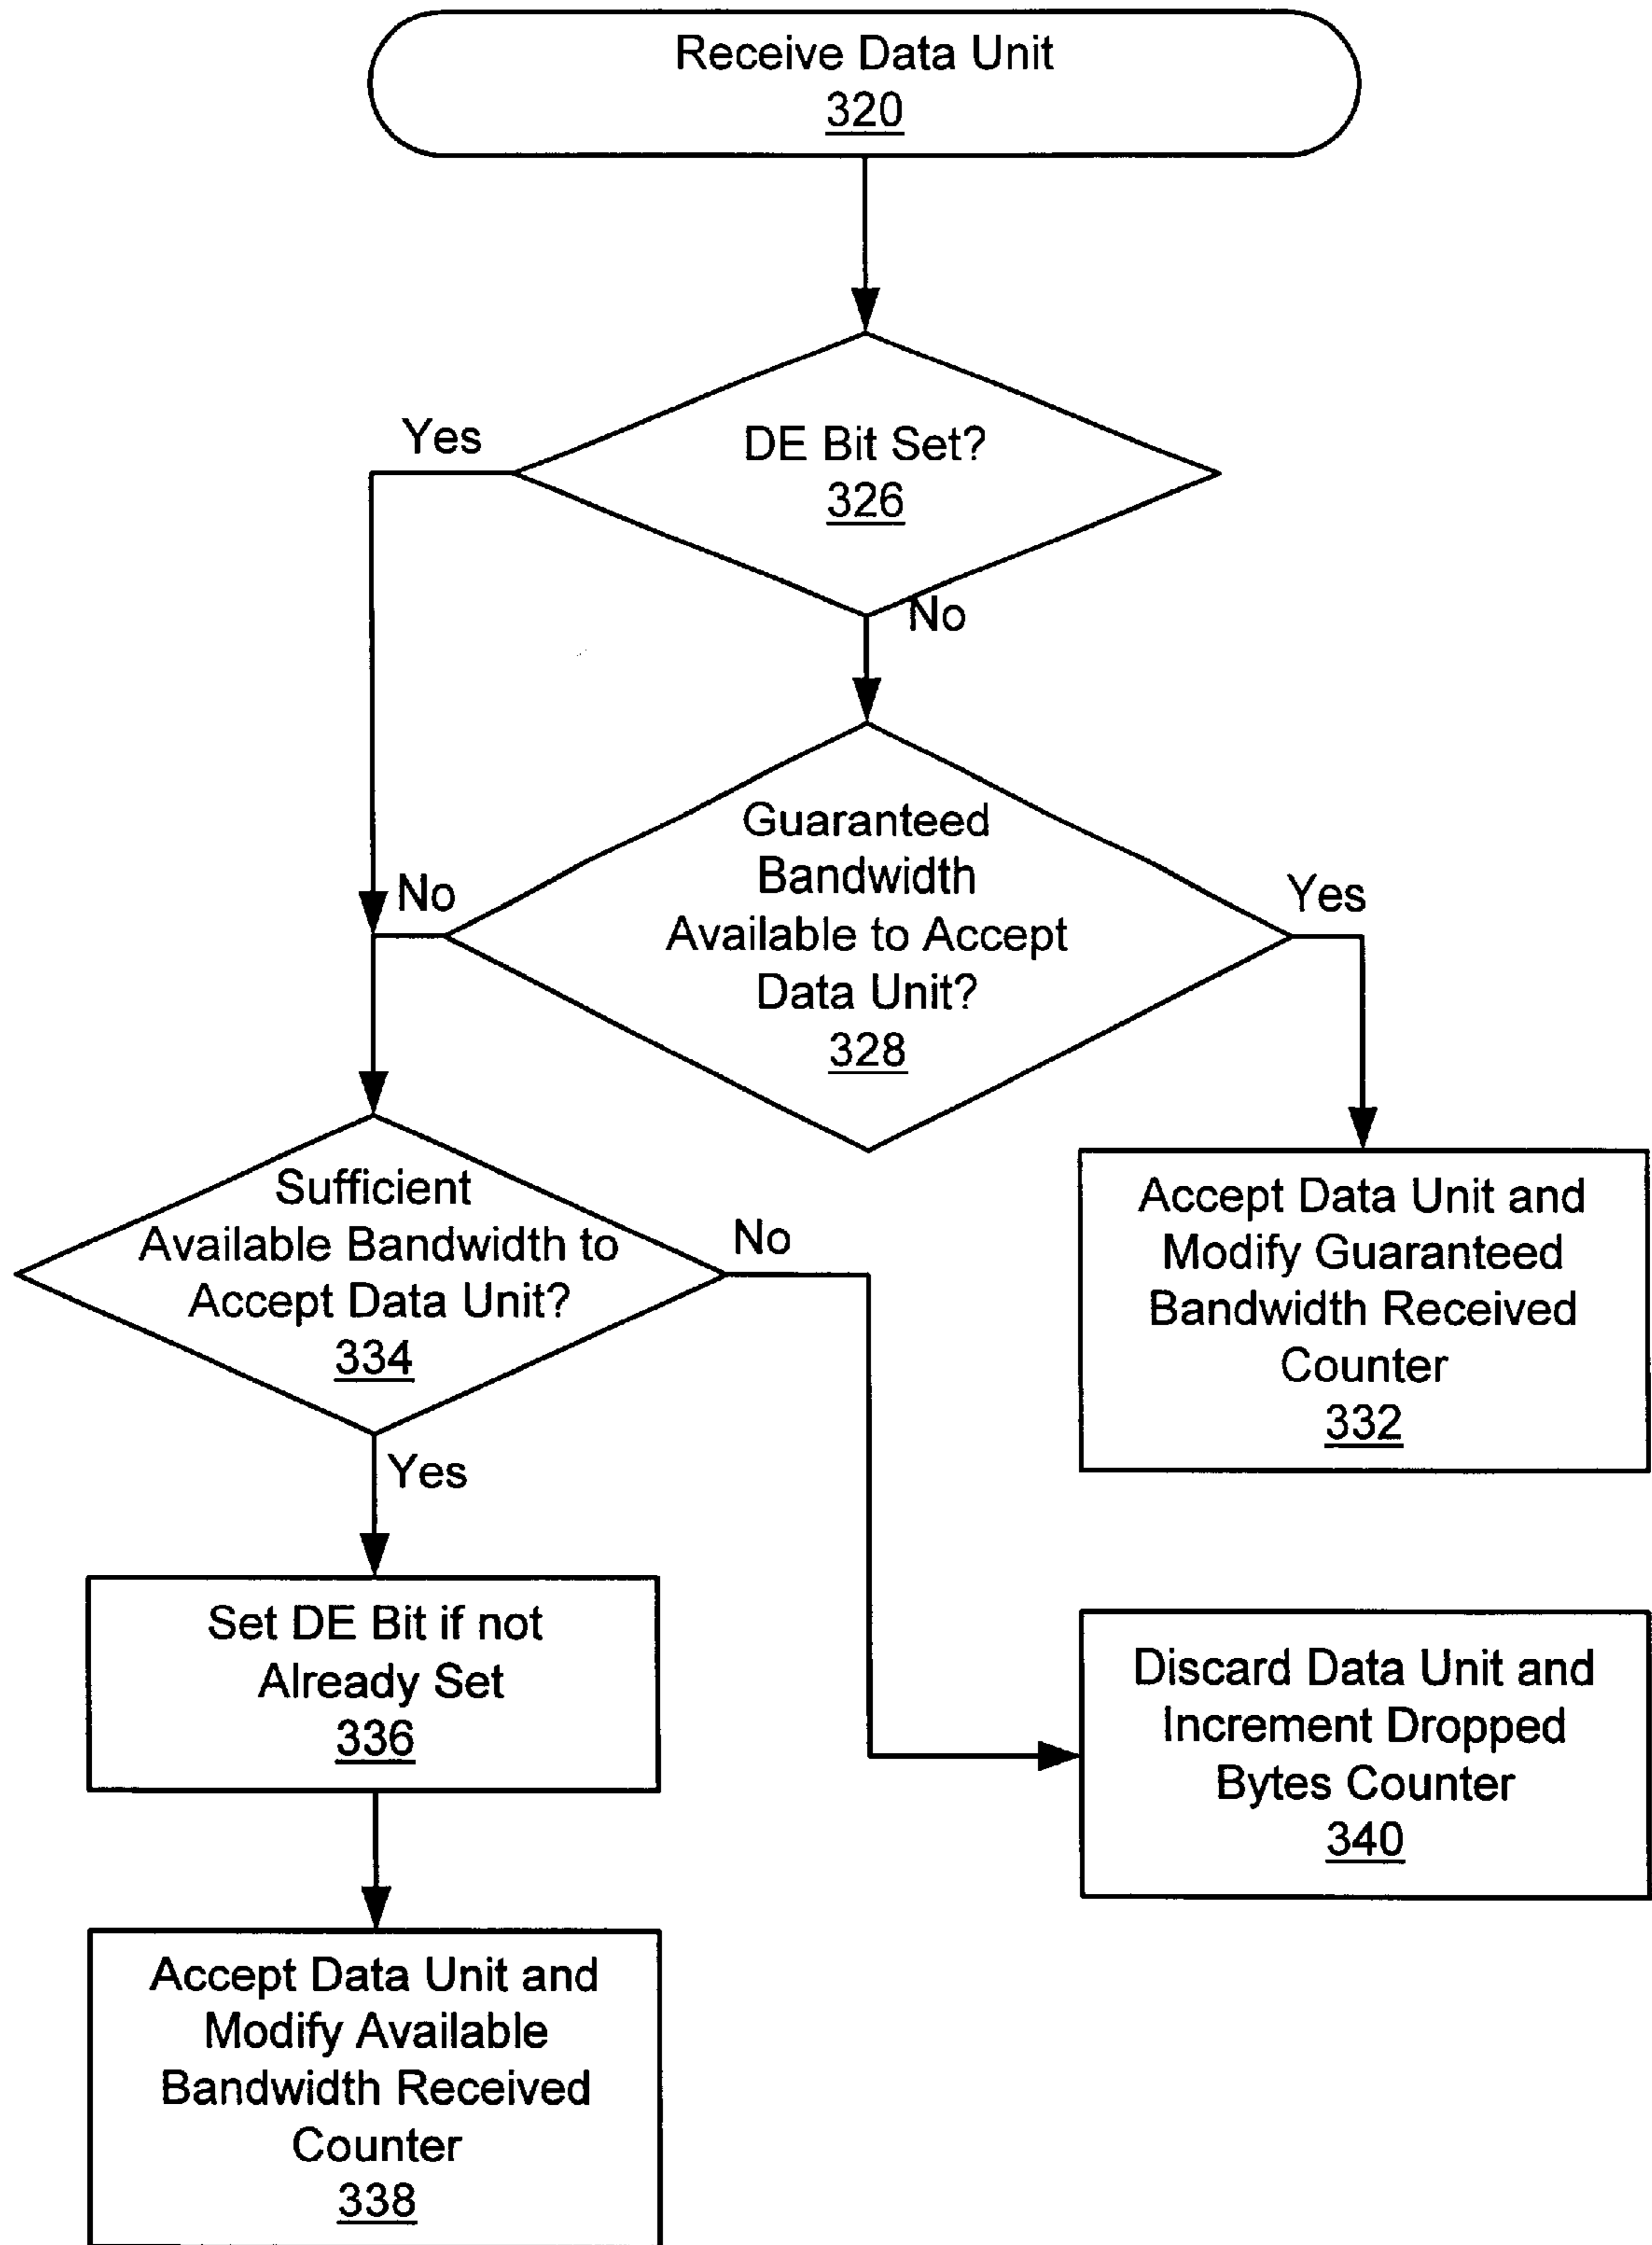 Receive Data Unit
320
Yes
DE Bit Set?
326
No
Guaranteed
Bandwidth
Available to Accept
Data Unit?
328
No
Yes
Sufficient
Available Bandwidth to
Accept Data Unit?
334
No
Accept Data Unit and
Modify Guaranteed
Bandwidth Received
Counter
332
Yes
Set DE Bit if not
Already Set
336
Discard Data Unit and
Increment Dropped
Bytes Counter
340
Accept Data Unit and
Modify Available
Bandwidth Received
Counter
338